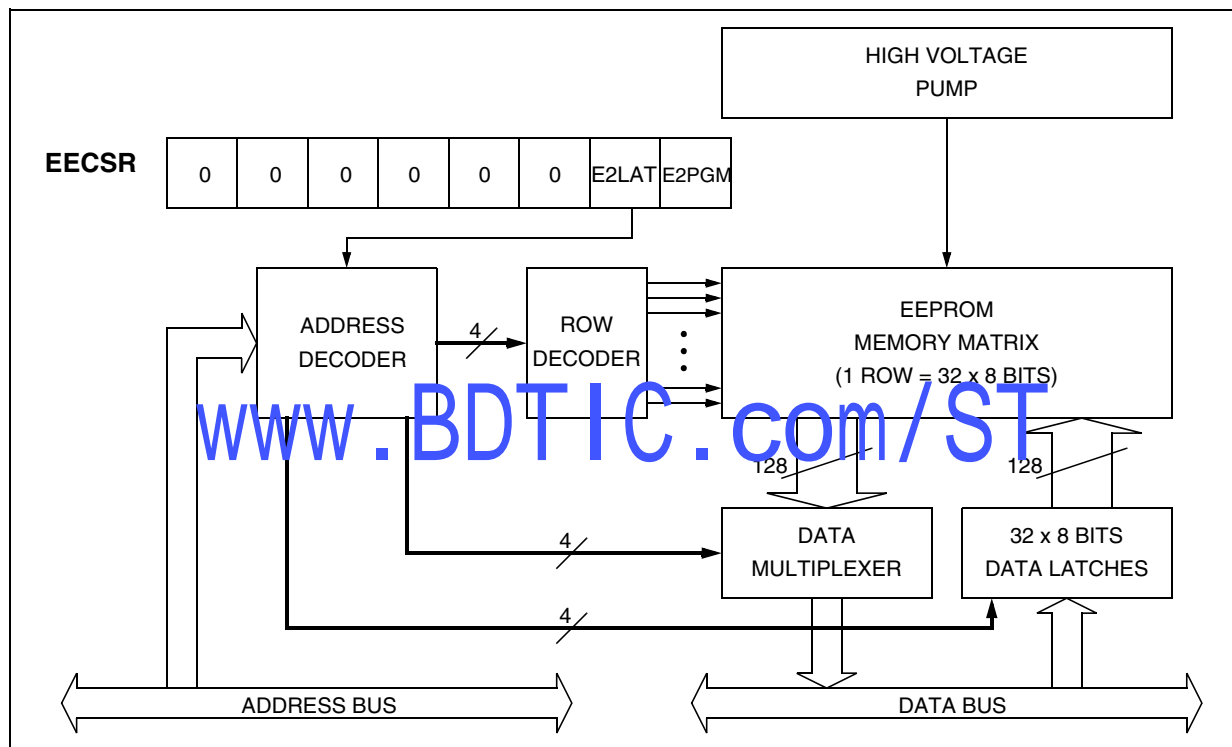 HIGH VOLTAGE
PUMP
EECSR
0 0 0 0 0 0 E2LAT E2PGM
ADDRESS
DECODER
4
ROW
DECODER
EEPROM
MEMORY MATRIX
(1 ROW = 32 x 8 BITS)
www.BDTIC.com/ST
128
128
4
DATA
MULTIPLEXER
32 x 8 BITS
DATA LATCHES
4
ADDRESS BUS
DATA BUS